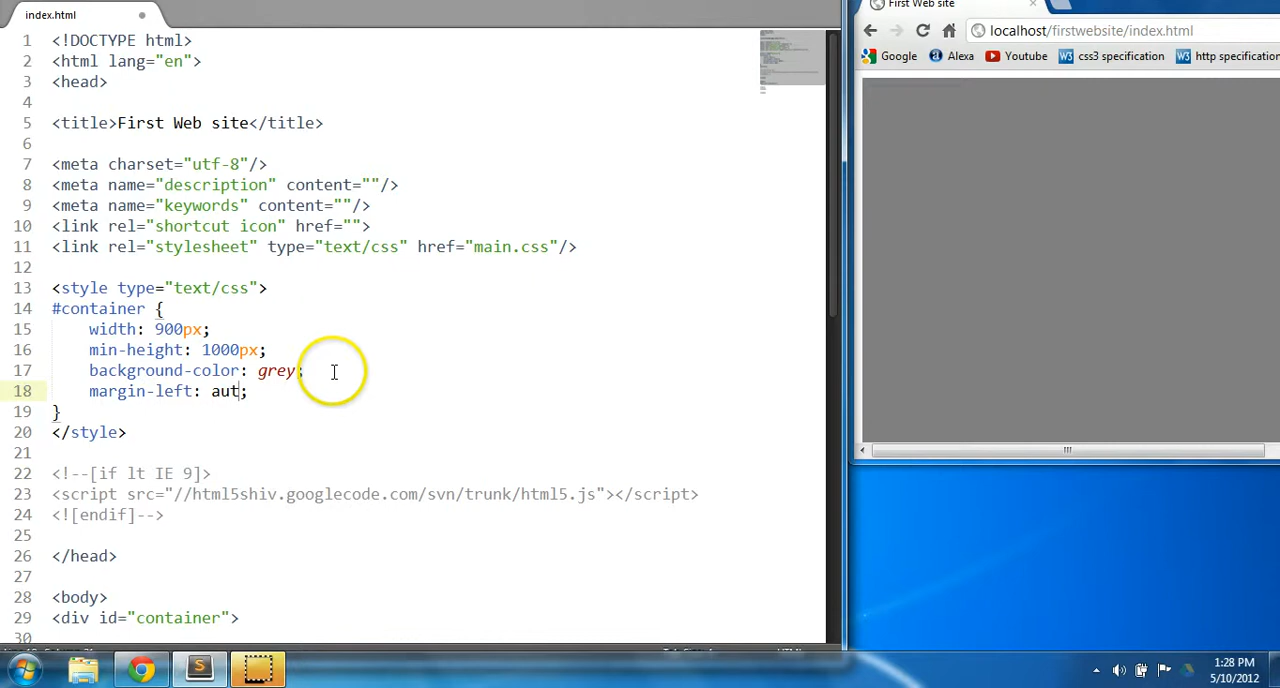 index.html
1 <!DOCTYPE html>
2 <html lang="en">
3 <head>
4
5 <title>First Web site</title>
6
7 <meta charset="utf-8"/>
8 <meta name="description" content=""/>
9 <meta name="keywords" content=""/>
10 <link rel="shortcut icon" href="">
11 <link rel="stylesheet" type="text/css" href="main.css"/>
12
13 <style type="text/css">
14 #container {
15 width: 900px;
16 min-height: 1000px;
17 background-color: grey;
18 margin-left: aut;
19 }
20 </style>
21
22 <!--[if lt IE 9]>
23 <script src="//html5shiv.googlecode.com/svn/trunk/html5.js"></script>
24 <![endif]-->
25
26 </head>
27
28 <body>
29 <div id="container">
30
First Web site
localhost/firstwebsite/index.html
Google Alexa Youtube css3 specification http specification
1:28 PM
5/10/2012